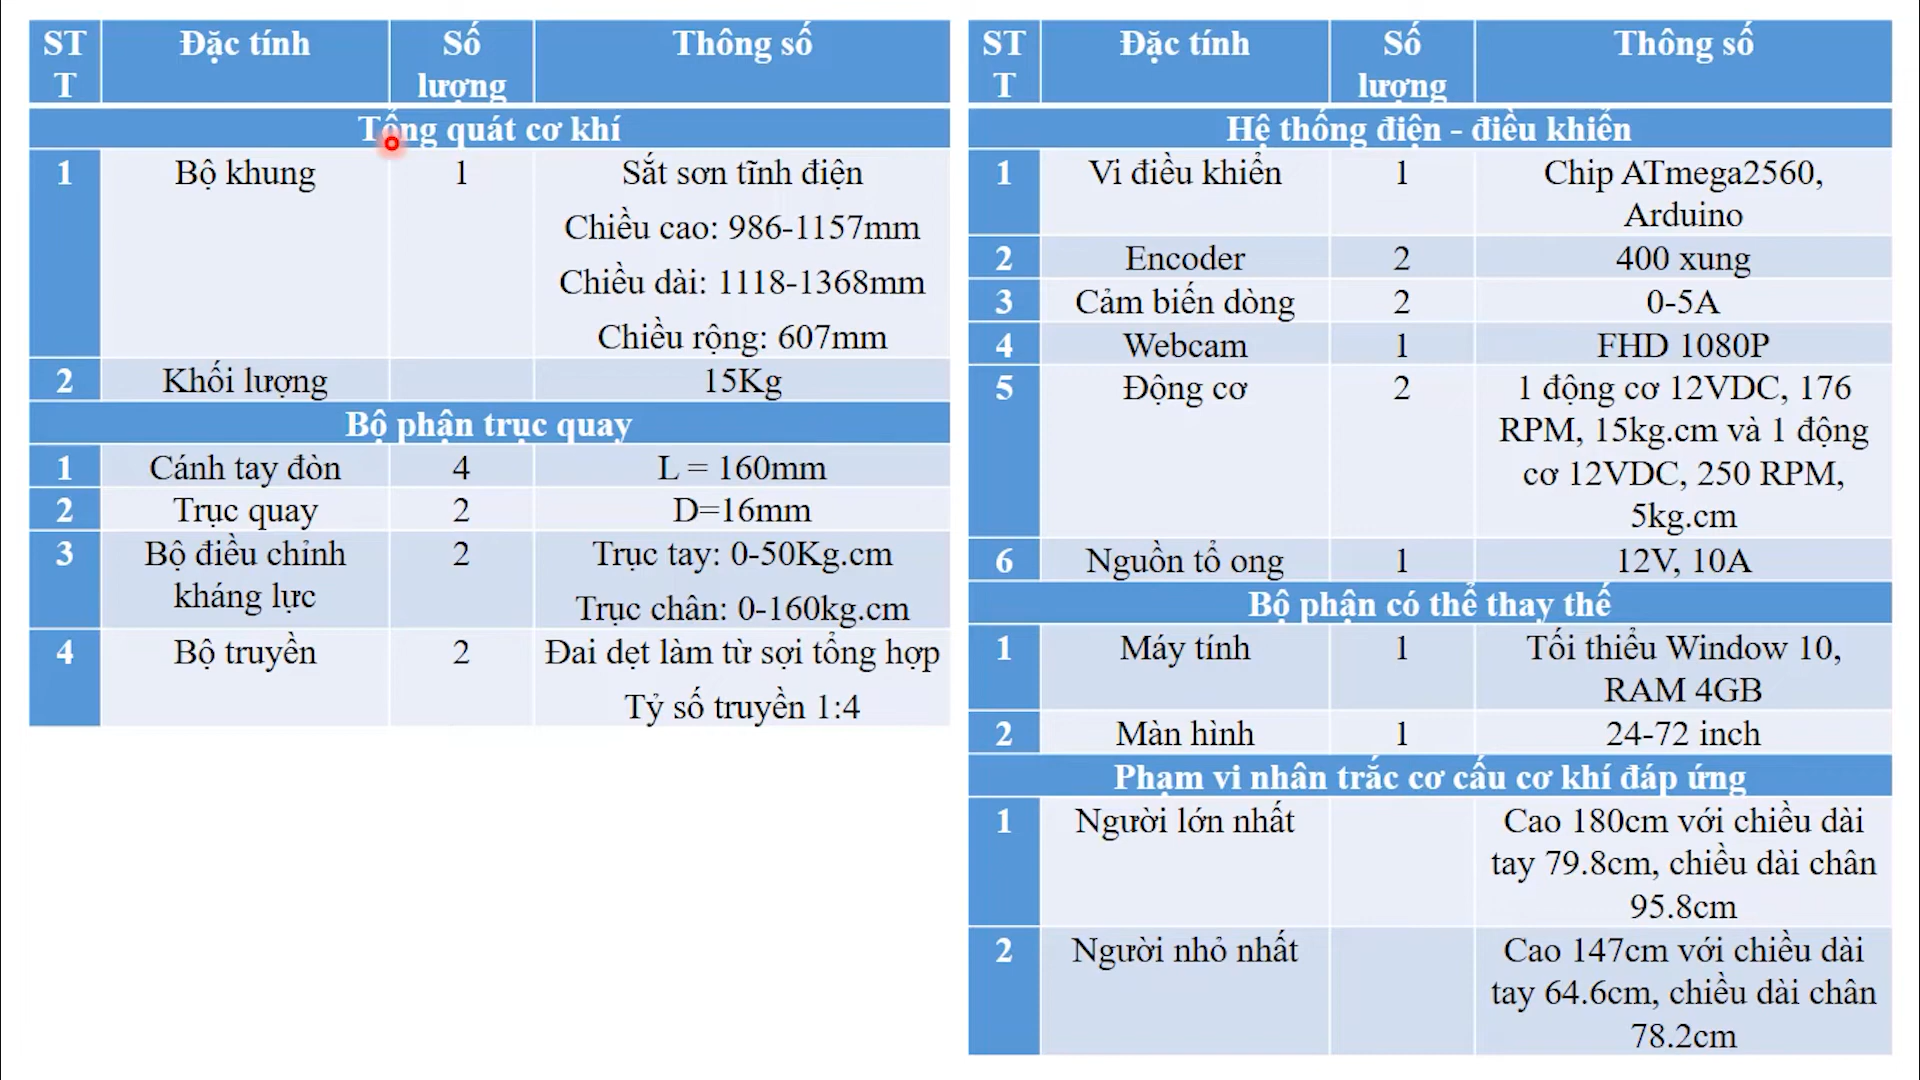 STT Đặc tính Số lượng Thông số
Tổng quát cơ khí
1 Bộ khung 1 Sắt sơn tĩnh điện
Chiều cao: 986-1157mm
Chiều dài: 1118-1368mm
Chiều rộng: 607mm
2 Khối lượng 15Kg
Bộ phận trục quay
1 Cánh tay đòn 4 L = 160mm
2 Trục quay 2 D=16mm
3 Bộ điều chỉnh kháng lực 2 Trục tay: 0-50Kg.cm
Trục chân: 0-160kg.cm
4 Bộ truyền 2 Đai dẹt làm từ sợi tổng hợp
Tỷ số truyền 1:4
STT Đặc tính Số lượng Thông số
Hệ thống điện - điều khiển
1 Vi điều khiển 1 Chip ATmega2560,
Arduino
2 Encoder 2 400 xung
3 Cảm biến dòng 2 0-5A
4 Webcam 1 FHD 1080P
5 Động cơ 2 1 động cơ 12VDC, 176
RPM, 15kg.cm và 1 động
cơ 12VDC, 250 RPM,
5kg.cm
6 Nguồn tổ ong 1 12V, 10A
Bộ phận có thể thay thế
1 Máy tính 1 Tối thiểu Window 10,
RAM 4GB
2 Màn hình 1 24-72 inch
Phạm vi nhân trắc cơ cấu cơ khí đáp ứng
1 Người lớn nhất Cao 180cm với chiều dài
tay 79.8cm, chiều dài chân
95.8cm
2 Người nhỏ nhất Cao 147cm với chiều dài
tay 64.6cm, chiều dài chân
78.2cm